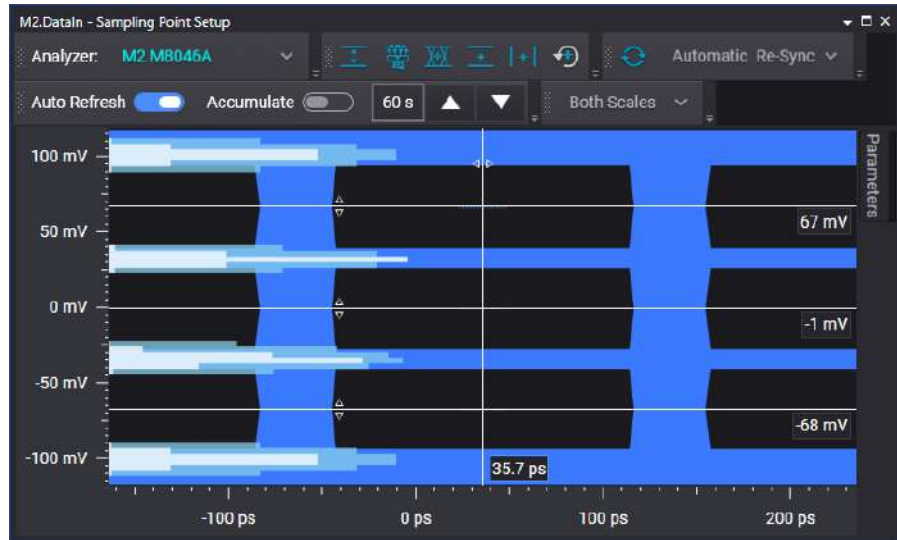 M2.DataIn - Sampling Point Setup
Analyzer: M2.M8046A Automatic Re-Sync
Auto Refresh Accumulate 60 s Both Scales
Parameters
100 mV
67 mV
50 mV
0 mV
-1 mV
-50 mV
-68 mV
-100 mV
35.7 ps
-100 ps 0 ps 100 ps 200 ps